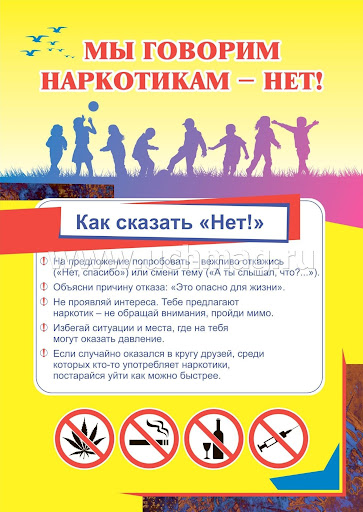 МЫ ГОВОРИМ
НАРКОТИКАМ – НЕТ!
Как сказать «Нет!»
! На предложение попробовать – вежливо откажись
(«Нет, спасибо») или смени тему («А ты слышал, что?...»).
! Объясни причину отказа: «Это опасно для жизни».
! Не проявляй интереса. Тебе предлагают
наркотик – не обращай внимания, пройди мимо.
! Избегай ситуации и места, где на тебя
могут оказать давление.
! Если случайно оказался в кругу друзей, среди
которых кто-то употребляет наркотики,
постарайся уйти как можно быстрее.